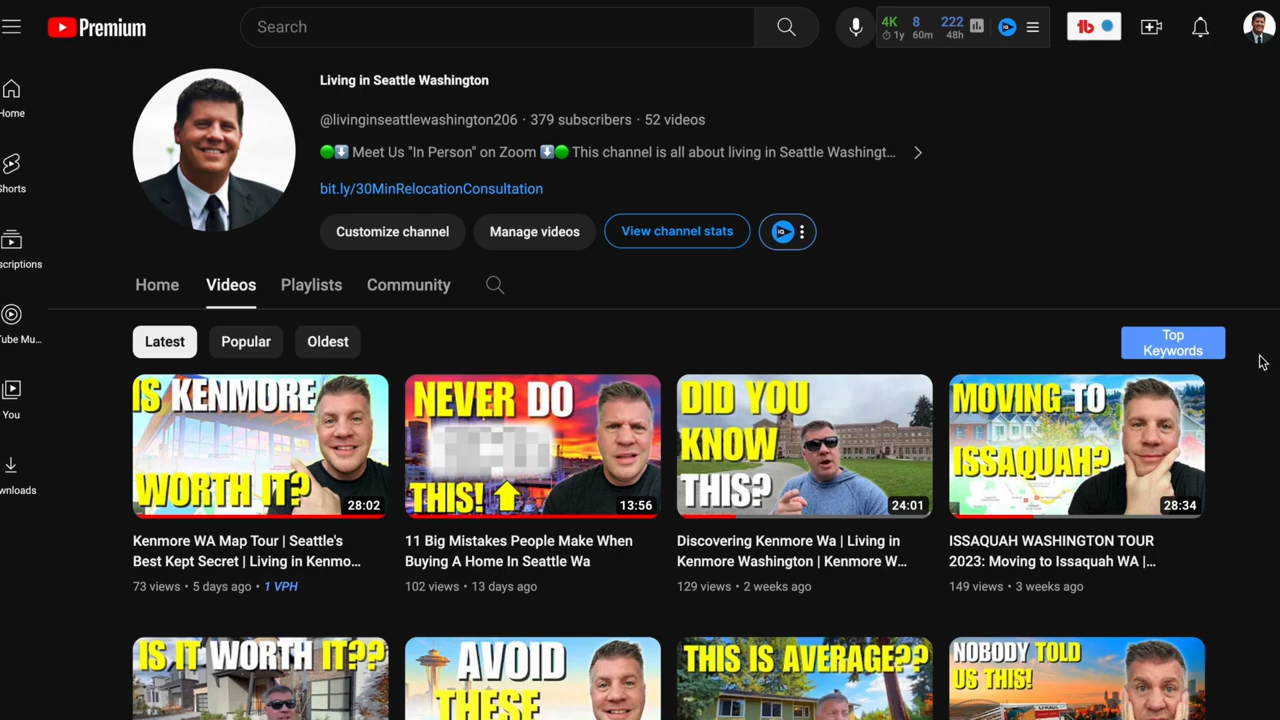 Premium
Search
4K 8 222
1y 60m 48h
Living in Seattle Washington
Home
@livinginseattlewashington206 · 379 subscribers · 52 videos
Meet Us "In Person" on Zoom This channel is all about living in Seattle Washingt...
Shorts
bit.ly/30MinRelocationConsultation
Customize channel
Manage videos
View channel stats
IQ
scriptions
Home
Videos
Playlists
Community
Tube Mu...
Latest
Popular
Oldest
Top
Keywords
You
wnloads
IS KENMORE
WORTH IT?
28:02
NEVER DO
THIS!
13:56
DID YOU
KNOW
THIS?
24:01
MOVING TO
ISSAQUAH?
28:34
Kenmore WA Map Tour | Seattle's
Best Kept Secret | Living in Kenmo...
73 views • 5 days ago • 1 VPH
11 Big Mistakes People Make When
Buying A Home In Seattle Wa
102 views • 13 days ago
Discovering Kenmore Wa | Living in
Kenmore Washington | Kenmore W...
129 views • 2 weeks ago
ISSAQUAH WASHINGTON TOUR
2023: Moving to Issaquah WA |...
149 views • 3 weeks ago
IS IT WORTH IT??
AVOID
THESE
THIS IS AVERAGE??
NOBODY TOLD
US THIS!